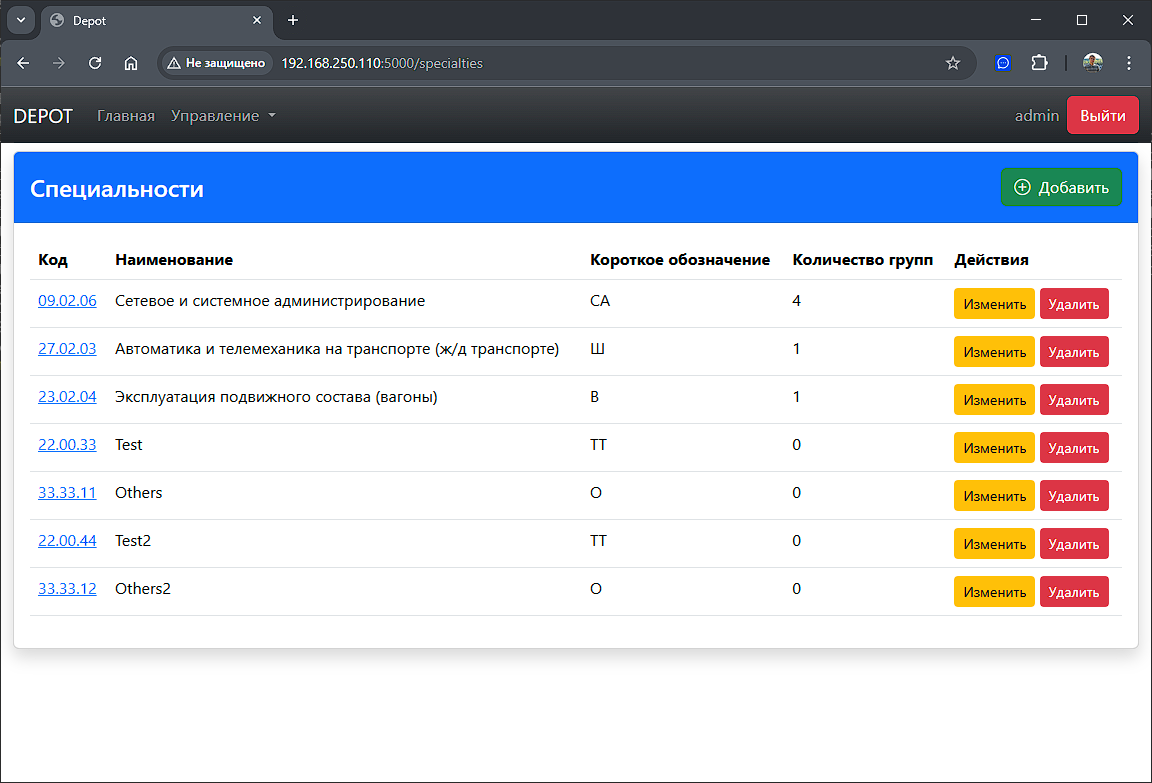 Depot
Не защищено 192.168.250.110:5000/specialties
DEPOT Главная Управление admin Выйти
Специальности Добавить
Код Наименование Короткое обозначение Количество групп Действия
09.02.06 Сетевое и системное администрирование СА 4 Изменить Удалить
27.02.03 Автоматика и телемеханика на транспорте (ж/д транспорте) Ш 1 Изменить Удалить
23.02.04 Эксплуатация подвижного состава (вагоны) В 1 Изменить Удалить
22.00.33 Test ТТ 0 Изменить Удалить
33.33.11 Others О 0 Изменить Удалить
22.00.44 Test2 ТТ 0 Изменить Удалить
33.33.12 Others2 О 0 Изменить Удалить